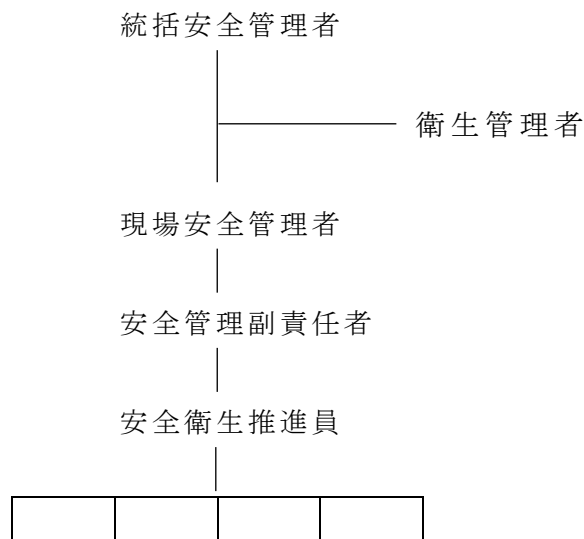 統括安全管理者
衛生管理者
現場安全管理者
安全管理副責任者
安全衛生推進員